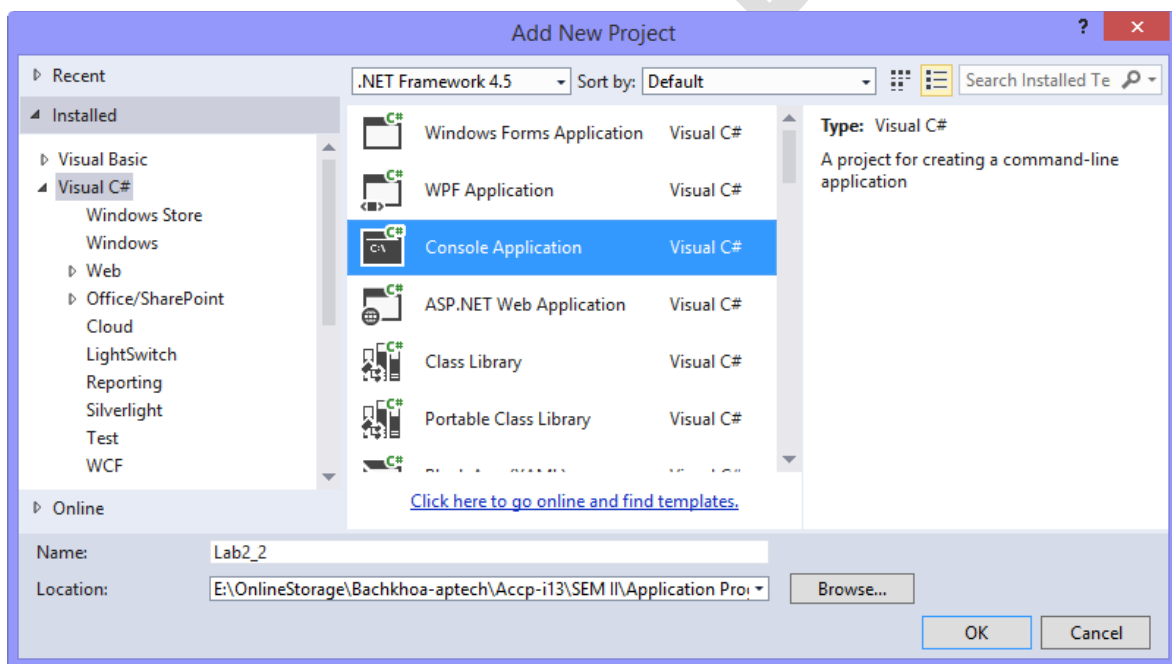 Add New Project
?
Recent
Installed
Visual Basic
Visual C#
Windows Store
Windows
Web
Office/SharePoint
Cloud
LightSwitch
Reporting
Silverlight
Test
WCF
Online
.NET Framework 4.5 Sort by: Default Search Installed Te
C# Windows Forms Application Visual C#
C# WPF Application Visual C#
C# C:\ Console Application Visual C#
C# ASP.NET Web Application Visual C#
C# Class Library Visual C#
C# Portable Class Library Visual C#
C#
Click here to go online and find templates.
Type: Visual C#
A project for creating a command-line
application
Name: Lab2_2
Location: E:\OnlineStorage\Bachkhoa-aptech\Accp-i13\SEM II\Application Browse...
OK Cancel